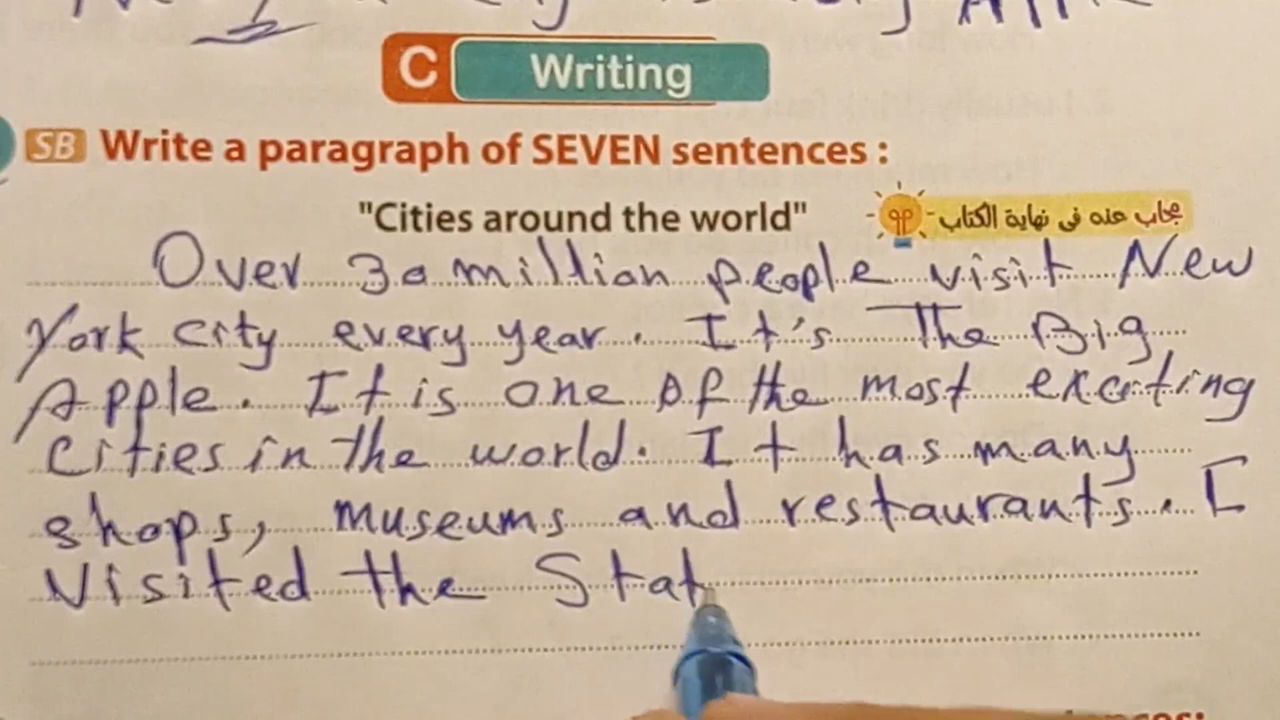 C Writing
SB Write a paragraph of SEVEN sentences :
"Cities around the world"
مجاب عنه فى نهاية الكتاب
Over 30 million people visit New
York City every year. It's The Big
Apple. It is one of the most exciting
cities in the world. It has many
shops, museums and restaurants. I
visited the Stat